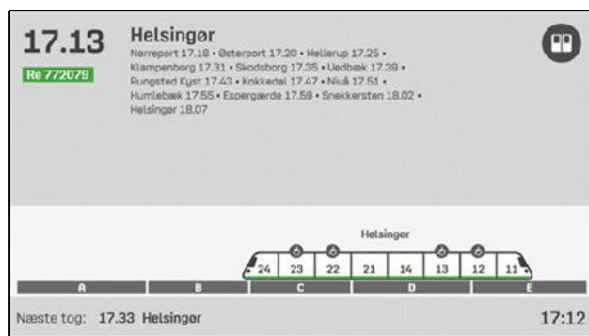 17.13
Helsingør
Re 772079
Nørreport 17.18 • Østerport 17.20 • Hellerup 17.25 •
Klampenborg 17.31 • Skodsborg 17.35 • Vedbæk 17.39 •
Rungsted Kyst 17.43 • Kokkedal 17.47 • Nivå 17.51 •
Humlebæk 17.55 • Espergærde 17.59 • Snekkersten 18.02 •
Helsingør 18.07
Helsingør
24 23 22 21 14 13 12 11
A B C D E
Næste tog: 17.33 Helsingør
17:12